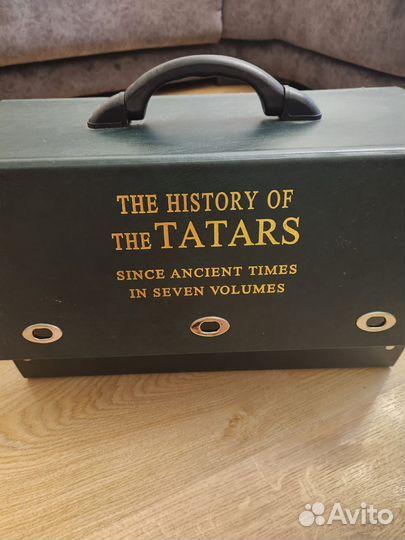 THE HISTORY OF
THE TATARS
SINCE ANCIENT TIMES
IN SEVEN VOLUMES
Avito